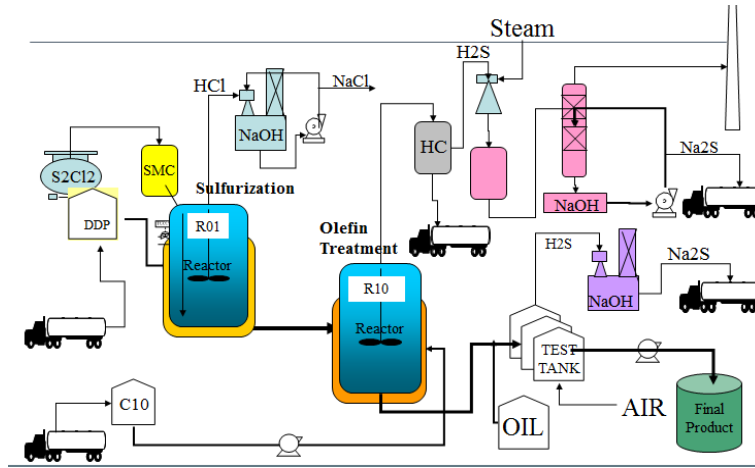 Steam
H2S
HCl
NaCl
NaOH
S2Cl2
SMC
Sulfurization
HC
Na2S
NaOH
DDP
R01
Reactor
Olefin
Treatment
H2S
Na2S
NaOH
R10
Reactor
TEST
TANK
C10
OIL
AIR
Final
Product